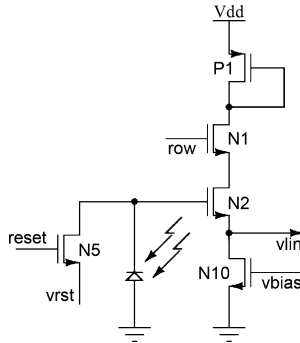 Vdd
P1
N1
row
N2
reset
N5
vlin
N10
vbias
vrst